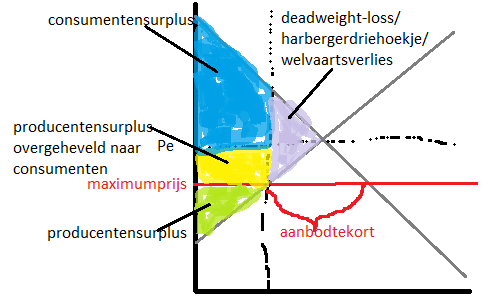 consumentensurplus
deadweight-loss/
harbergerdriehoekje/
welvaartsverlies
producentensurplus
overgeheveld naar
consumenten
Pe
maximumprijs
producentensurplus
aanbodtekort